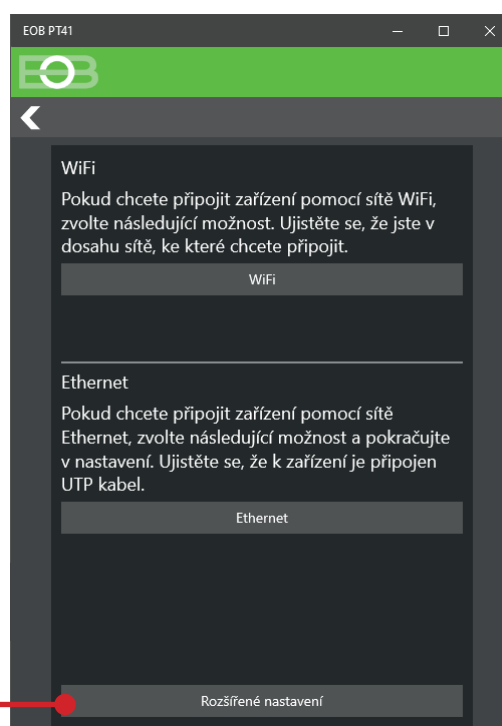 EOB PT41
EOB
WiFi
Pokud chcete připojit zařízení pomocí sítě WiFi,
zvolte následující možnost. Ujistěte se, že jste v
dosahu sítě, ke které chcete připojit.
WiFi
Ethernet
Pokud chcete připojit zařízení pomocí sítě
Ethernet, zvolte následující možnost a pokračujte
v nastavení. Ujistěte se, že k zařízení je připojen
UTP kabel.
Ethernet
Rozšířené nastavení